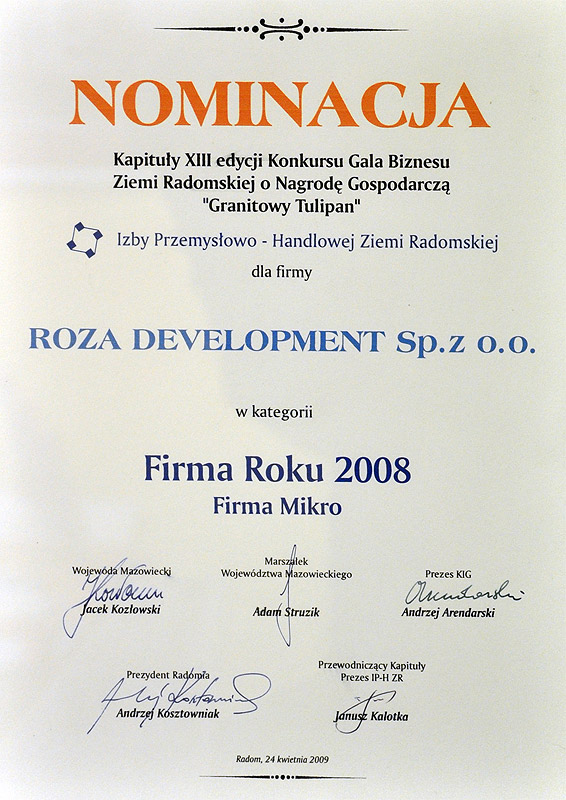 NOMINACJA
Kapituły XIII edycji Konkursu Gala Biznesu
Ziemi Radomskiej o Nagrodę Gospodarczą
"Granitowy Tulipan"
Izby Przemysłowo - Handlowej Ziemi Radomskiej
dla firmy
ROZA DEVELOPMENT Sp.z o.o.
w kategorii
Firma Roku 2008
Firma Mikro
Wojewóda Mazowiecki
Jacek Kozłowski
Marszałek
Województwa Mazowieckiego
Adam Struzik
Prezes KIG
Andrzej Arendarski
Prezydent Radomia
Andrzej Kosztowniak
Przewodniczący Kapituły
Prezes IP-H ZR
Janusz Kalotka
Radom, 24 kwietnia 2009